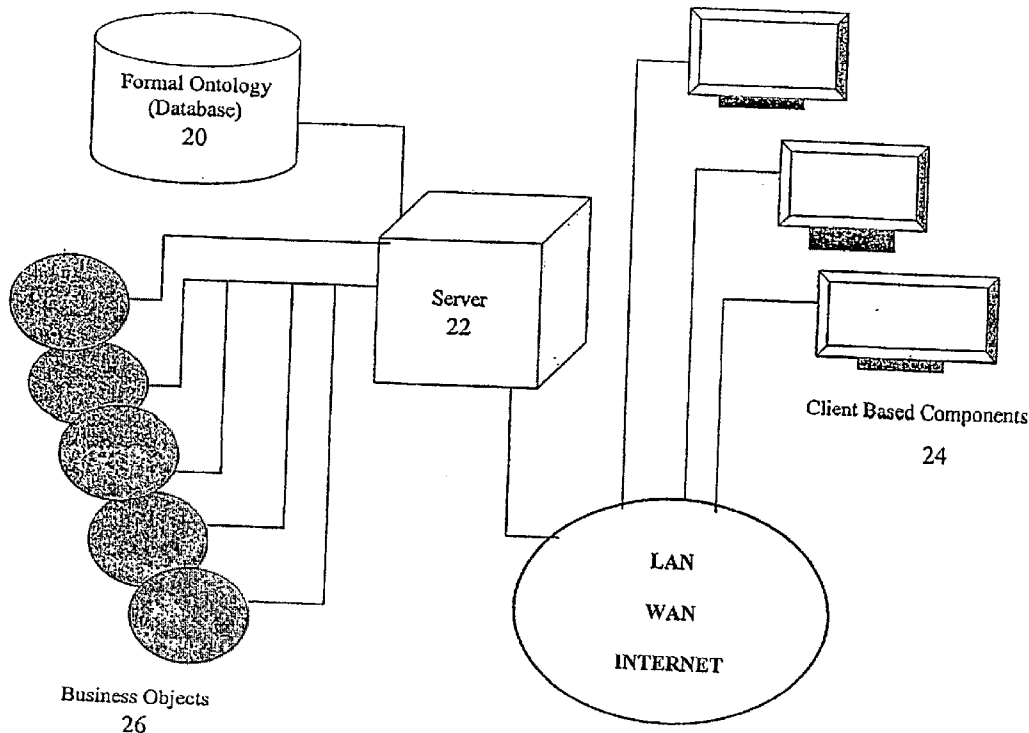 Formal Ontology
(Database)
20
Server
22
Client Based Components
24
LAN
WAN
INTERNET
Business Objects
26